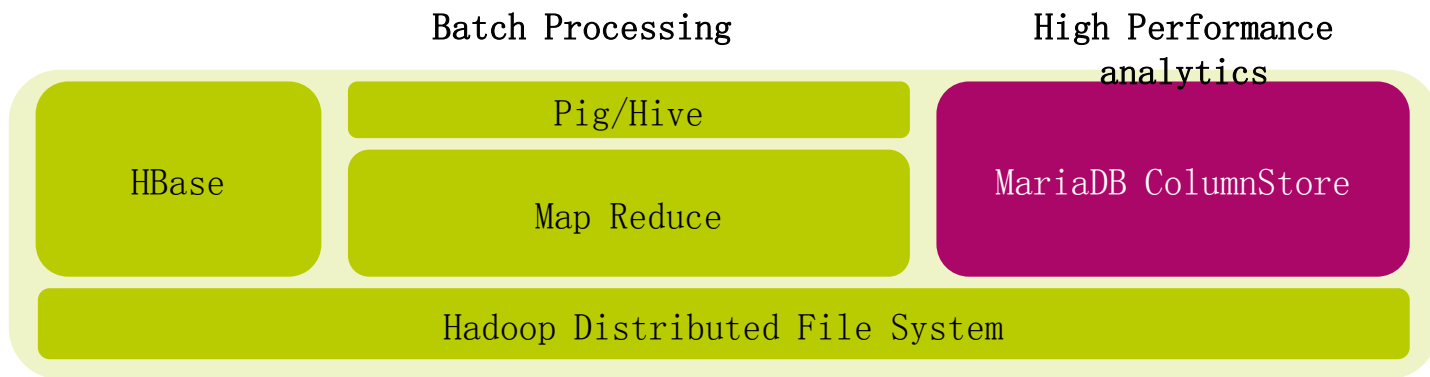 Batch Processing
High Performance
analytics
Pig/Hive
HBase
Map Reduce
MariaDB ColumnStore
Hadoop Distributed File System